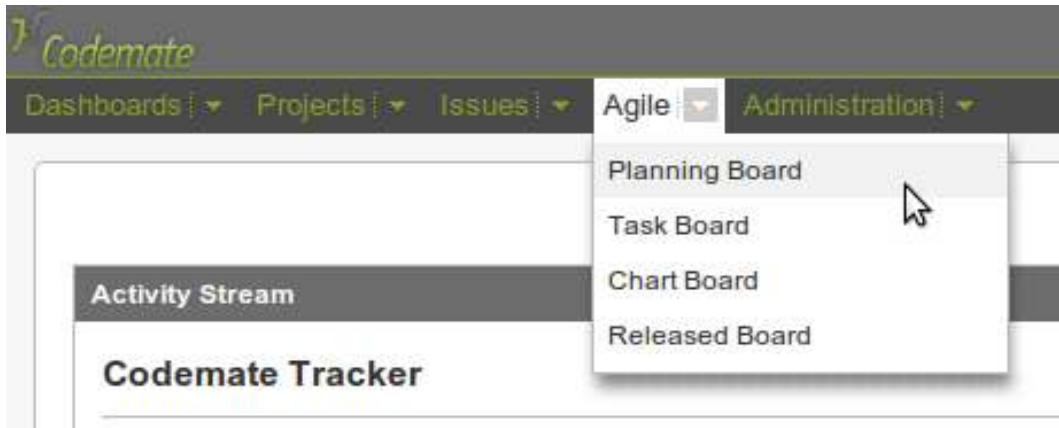 Codemate
Dashboards Projects Issues Agile Administration
Planning Board
Task Board
Chart Board
Released Board
Activity Stream
Codemate Tracker